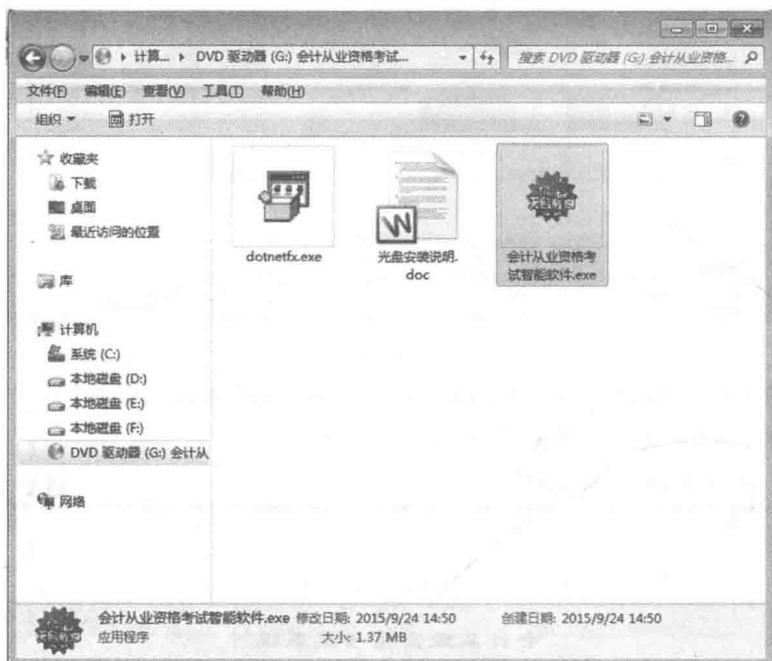 计算... ▸ DVD 驱动器 (G:) 会计从业资格考试...
搜索 DVD 驱动器 (G:) 会计从业资格...
文件(F) 编辑(E) 查看(V) 工具(T) 帮助(H)
组织 打开
收藏夹
下载
桌面
最近访问的位置
库
计算机
系统 (C:)
本地磁盘 (D:)
本地磁盘 (E:)
本地磁盘 (F:)
DVD 驱动器 (G:) 会计从
网络
dotnetfx.exe
光盘安装说明.
doc
会计从业资格考
试智能软件.exe
会计从业资格考试智能软件.exe 修改日期: 2015/9/24 14:50 创建日期: 2015/9/24 14:50
应用程序 大小: 1.37 MB